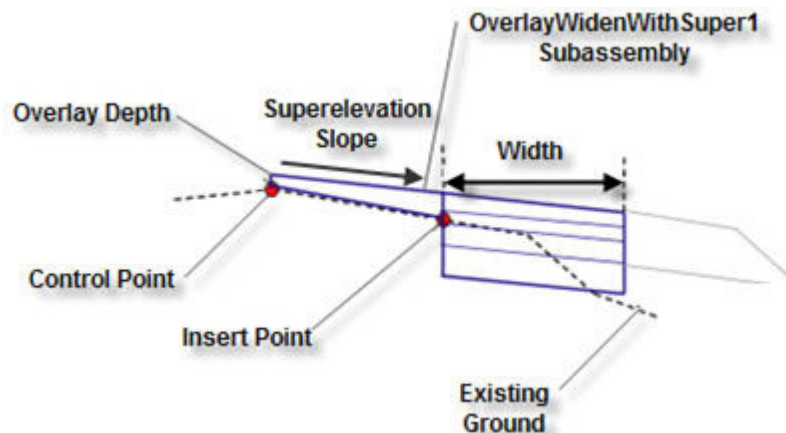 OverlayWidenWithSuper1
Subassembly
Overlay Depth
Superelevation
Slope
Width
Control Point
Insert Point
Existing
Ground